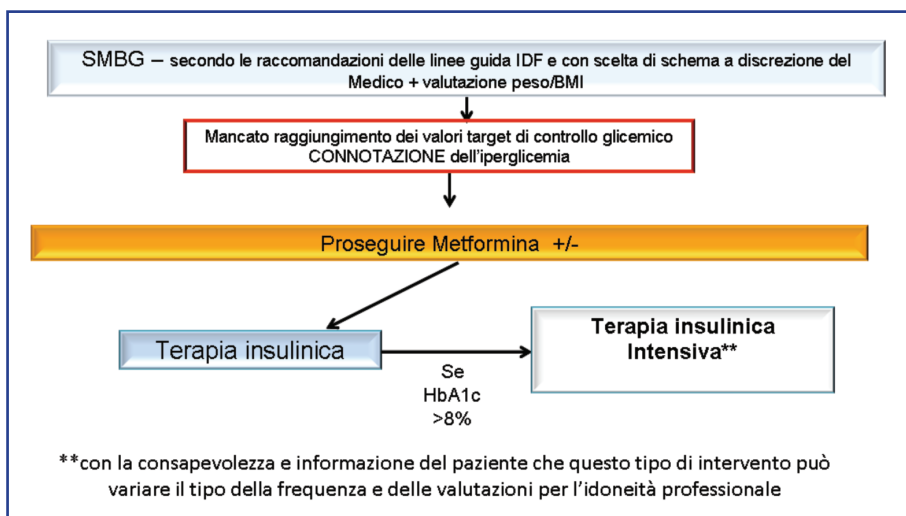 SMBG – secondo le raccomandazioni delle linee guida IDF e con scelta di schema a discrezione del
Medico + valutazione peso/BMI
Mancato raggiungimento dei valori target di controllo glicemico
CONNOTAZIONE dell'iperglicemia
Proseguire Metformina +/-
Terapia insulinica
Se
HbA1c
>8%
Terapia insulinica
Intensiva**
**con la consapevolezza e informazione del paziente che questo tipo di intervento può
variare il tipo della frequenza e delle valutazioni per l'idoneità professionale